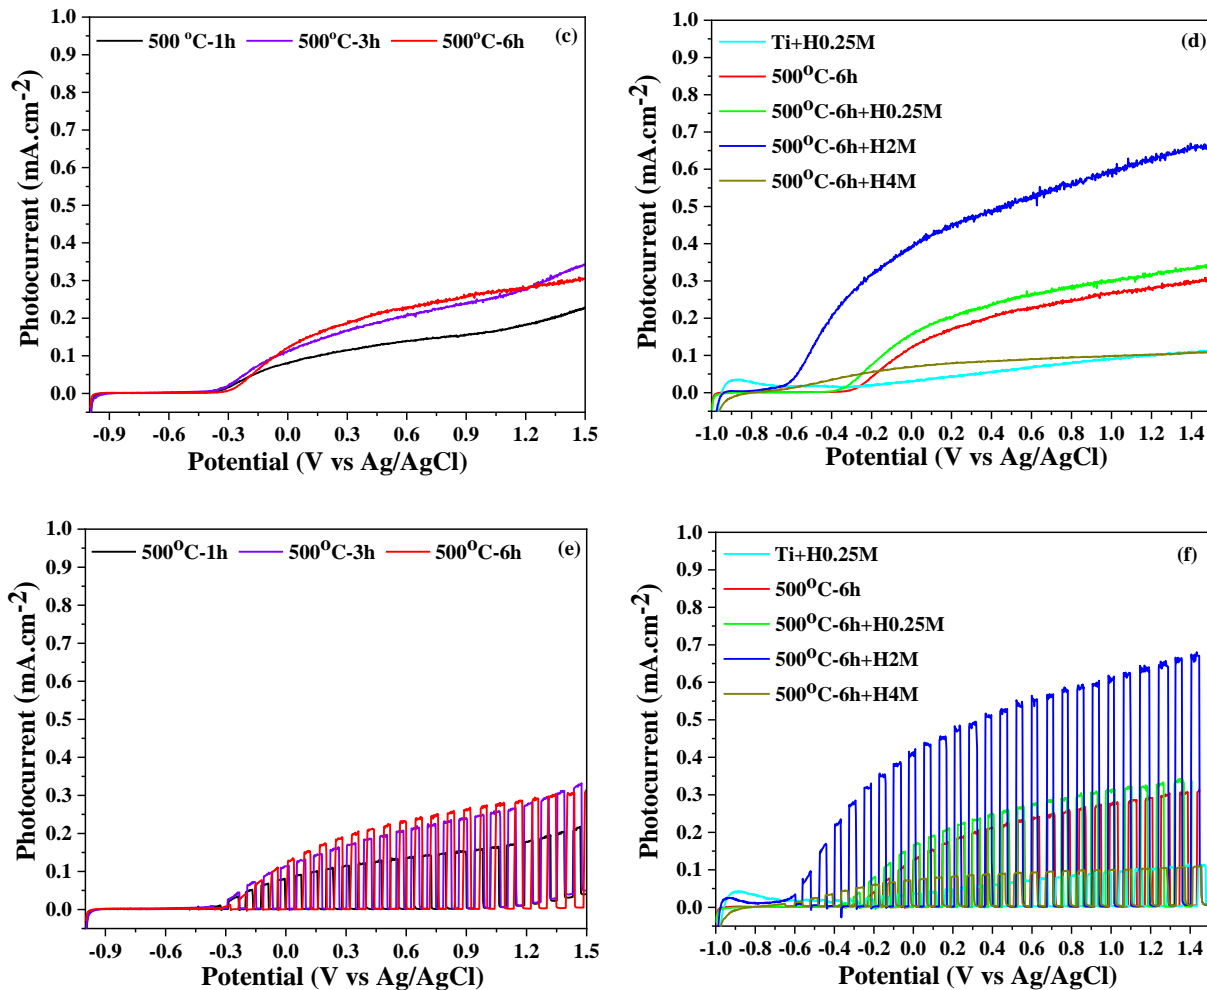 1.0
0.9
0.8
0.7
0.6
0.5
0.4
0.3
0.2
0.1
0.0
Photocurrent (mA.cm-2)
500 oC-1h 500oC-3h 500oC-6h (c)
-0.9 -0.6 -0.3 0.0 0.3 0.6 0.9 1.2 1.5
Potential (V vs Ag/AgCl)
1.0
0.9
0.8
0.7
0.6
0.5
0.4
0.3
0.2
0.1
0.0
Photocurrent (mA.cm-2)
(d)
Ti+H0.25M
500oC-6h
500oC-6h+H0.25M
500oC-6h+H2M
500oC-6h+H4M
-1.0 -0.8 -0.6 -0.4 -0.2 0.0 0.2 0.4 0.6 0.8 1.0 1.2 1.4
Potential (V vs Ag/AgCl)
1.0
0.9
0.8
0.7
0.6
0.5
0.4
0.3
0.2
0.1
0.0
Photocurrent (mA.cm-2)
500oC-1h 500oC-3h 500oC-6h (e)
-0.9 -0.6 -0.3 0.0 0.3 0.6 0.9 1.2 1.5
Potential (V vs Ag/AgCl)
1.0
0.9
0.8
0.7
0.6
0.5
0.4
0.3
0.2
0.1
0.0
Photocurrent (mA.cm-2)
(f)
Ti+H0.25M
500oC-6h
500oC-6h+H0.25M
500oC-6h+H2M
500oC-6h+H4M
-1.0 -0.8 -0.6 -0.4 -0.2 0.0 0.2 0.4 0.6 0.8 1.0 1.2 1.4
Potential (V vs Ag/AgCl)